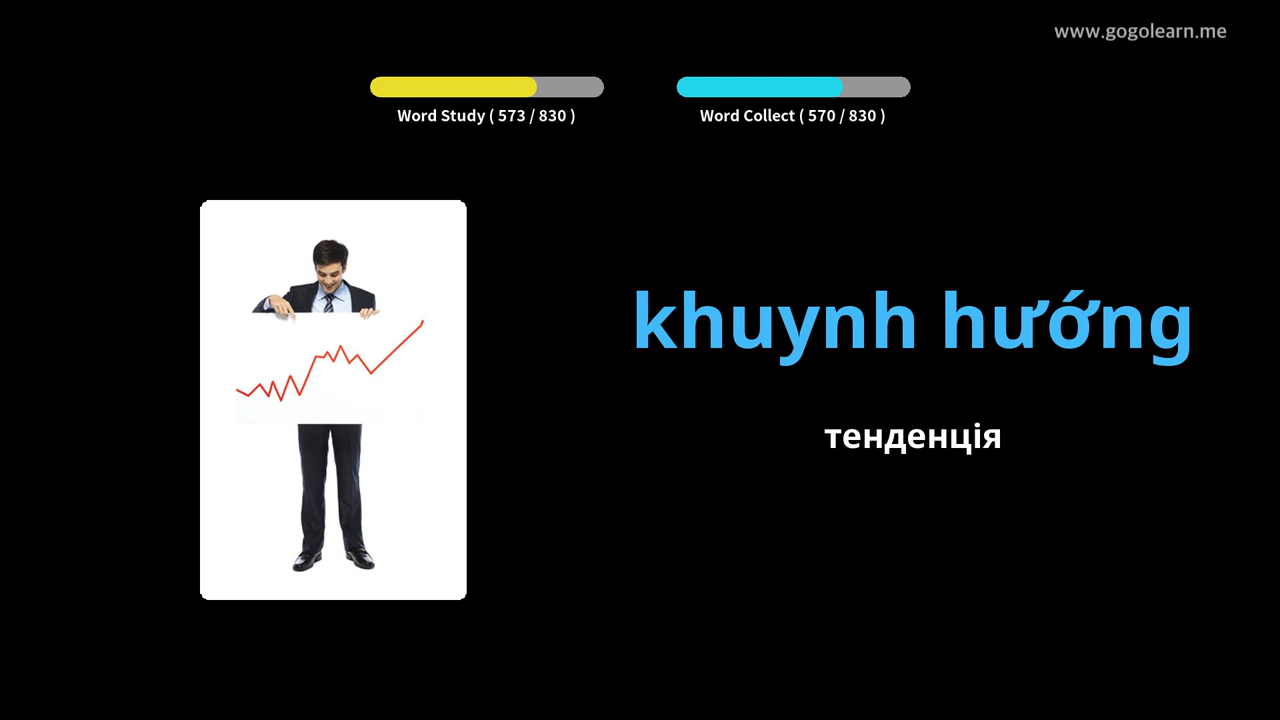 www.gogolearn.me
Word Study ( 573 / 830 )
Word Collect ( 570 / 830 )
khuynh hướng
тенденція